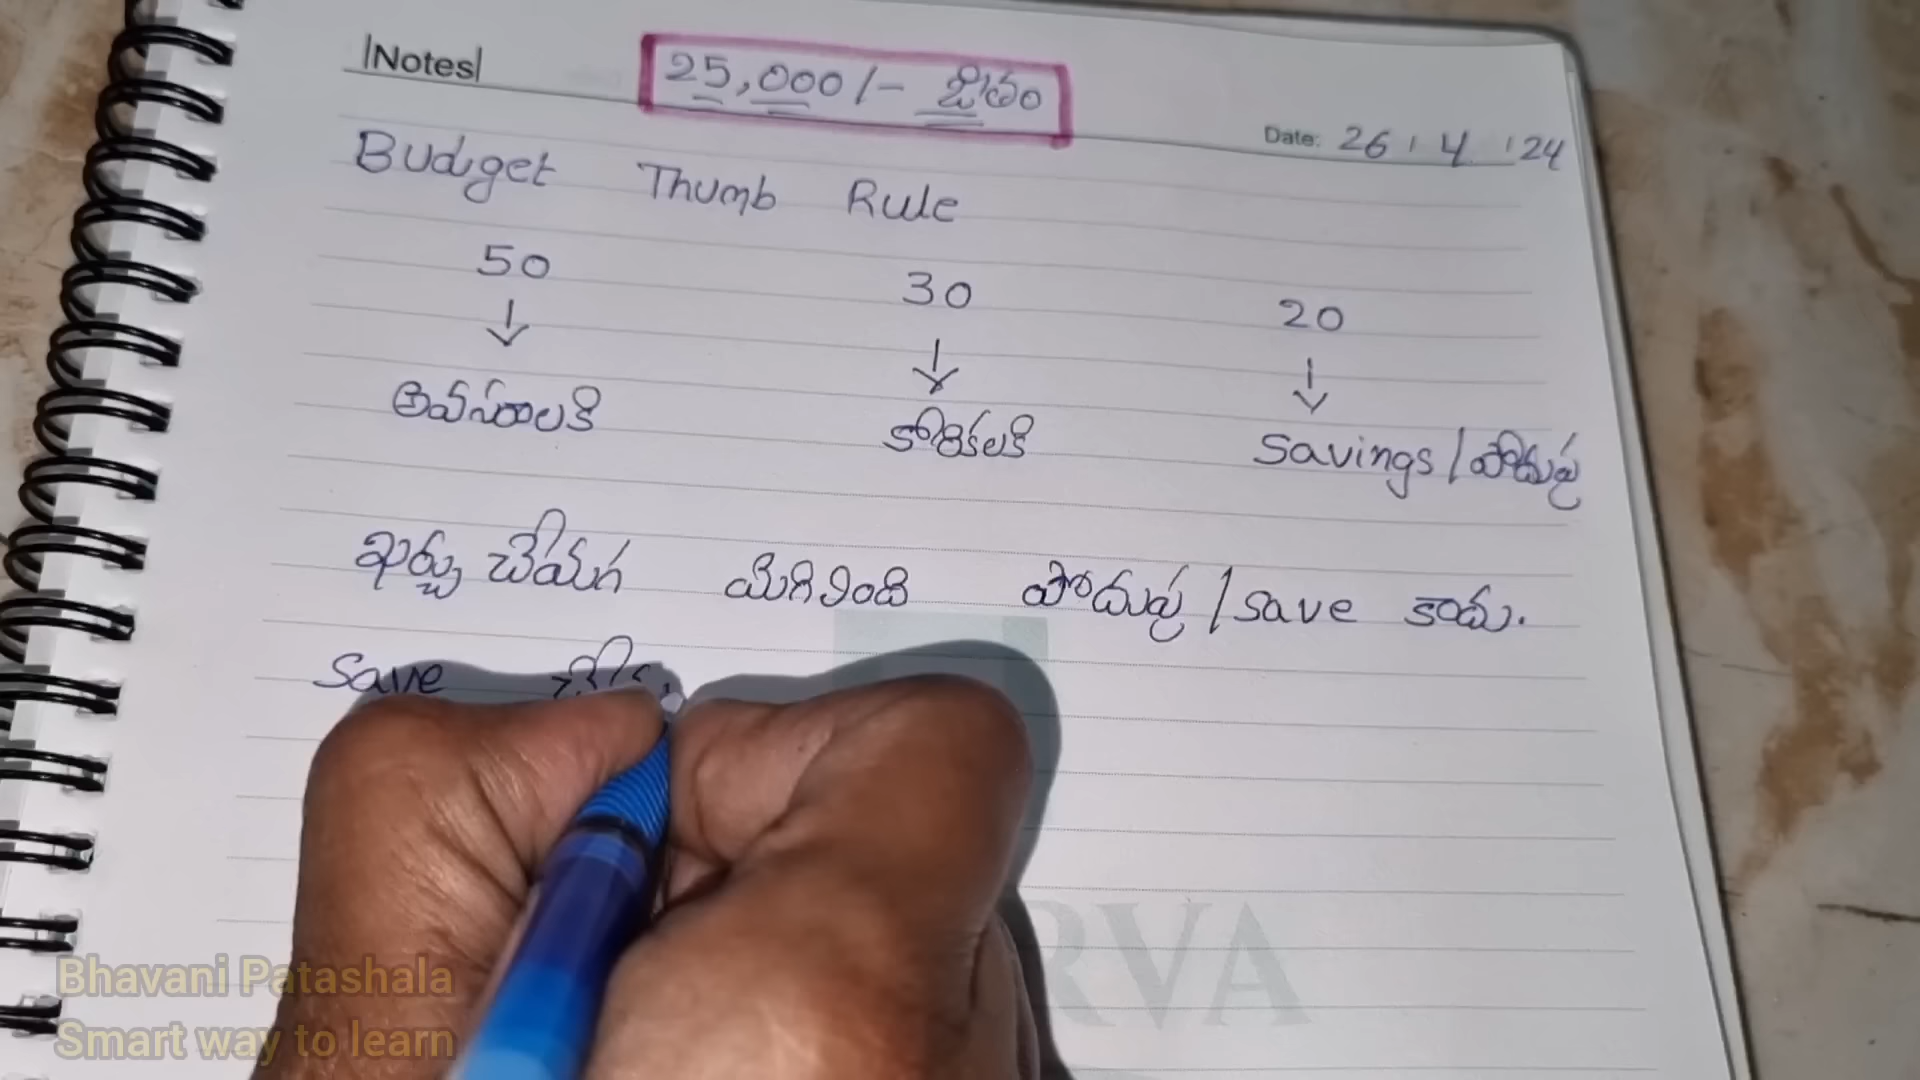 |Notes|
25,000/- జీతం
Date: 26 / 4 / 24
Budget Thumb Rule
50 30 20
అవసరాలకి కోరికలకి Savings / పొదుపు
ఖర్చు చేయగ మిగిలింది పొదుపు / save కాదు.
Save
RVA
Bhavani Patashala
Smart way to learn